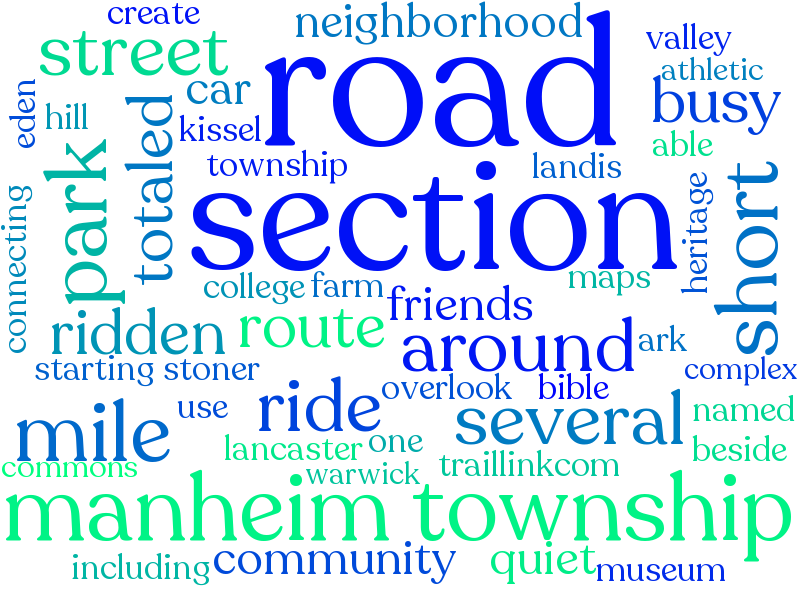 create
neighborhood
road
street
valley
athletic
eden
hill
car
busy
kissel
totaled
able
park
township
landis
section
short
connecting
heritage
college
farm
maps
friends
ridden
route
around
ark
starting
stoner
complex
overlook
bible
mile
use
ride
several
named
lancaster
one
beside
commons
warwick
traillinkcom
manheim township
including
community
quiet
museum